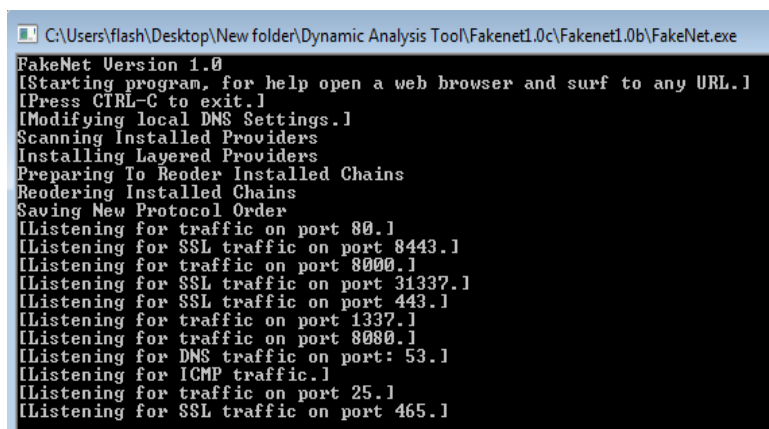 C:\Users\flash\Desktop\New folder\Dynamic Analysis Tool\Fakenet1.0c\Fakenet1.0b\FakeNet.exe
FakeNet Version 1.0
[Starting program, for help open a web browser and surf to any URL.]
[Press CTRL-C to exit.]
[Modifying local DNS Settings.]
Scanning Installed Providers
Installing Layered Providers
Preparing To Reoder Installed Chains
Reodering Installed Chains
Saving New Protocol Order
[Listening for traffic on port 80.]
[Listening for SSL traffic on port 8443.]
[Listening for traffic on port 8000.]
[Listening for SSL traffic on port 31337.]
[Listening for SSL traffic on port 443.]
[Listening for traffic on port 1337.]
[Listening for traffic on port 8080.]
[Listening for DNS traffic on port: 53.]
[Listening for ICMP traffic.]
[Listening for traffic on port 25.]
[Listening for SSL traffic on port 465.]